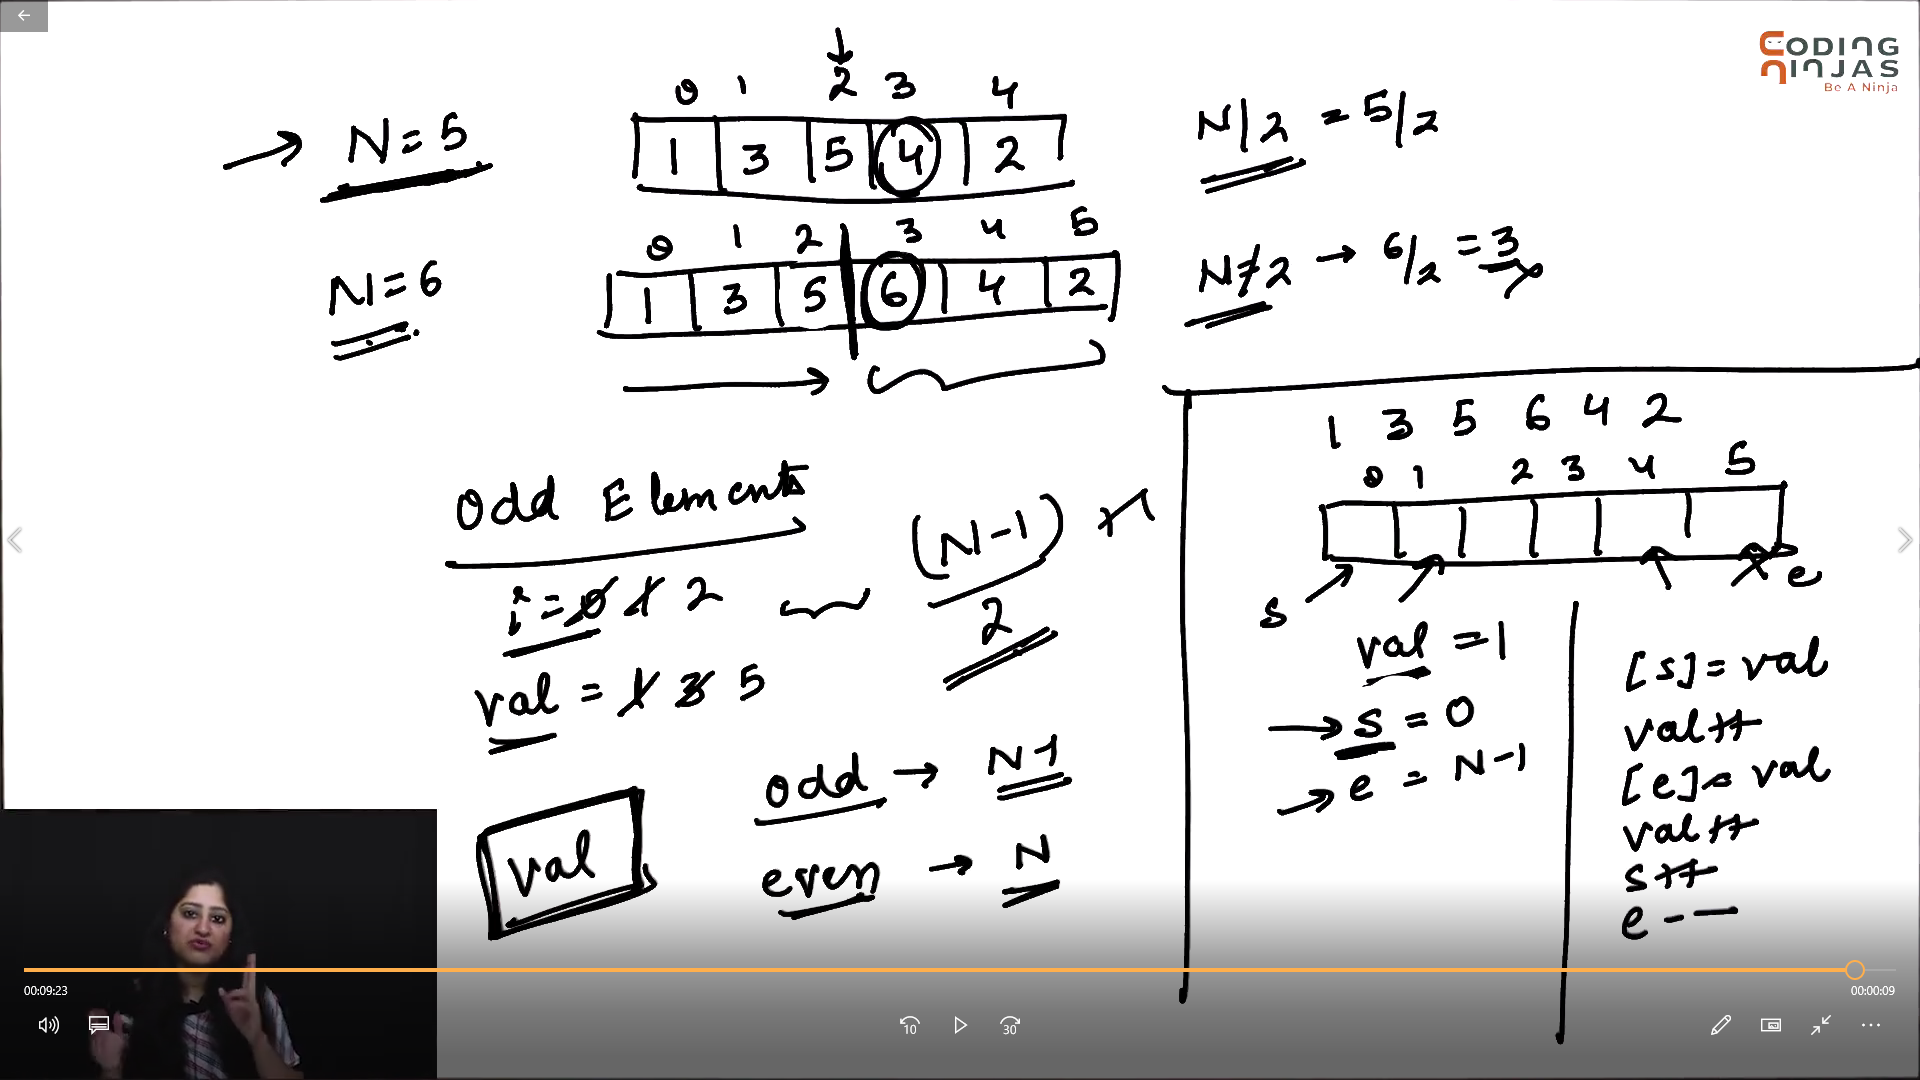 CODING
NINJAS
Be A Ninja
0 1 2 3 4
N = 5
1 3 5 4 2
N/2 = 5/2
0 1 2 3 4 5
N = 6
1 3 5 6 4 2
N/2 → 6/2 = 3
Odd Elements
i = 0 1 2
(N-1)
2
val = 1 3 5
val
odd → N-1
even → N
1 3 5 6 4 2
0 1 2 3 4 5
s
e
val = 1
→ s = 0
→ e = N-1
[s] = val
val++
[e] = val
val++
s++
e--
00:09:23
00:00:09
10
30